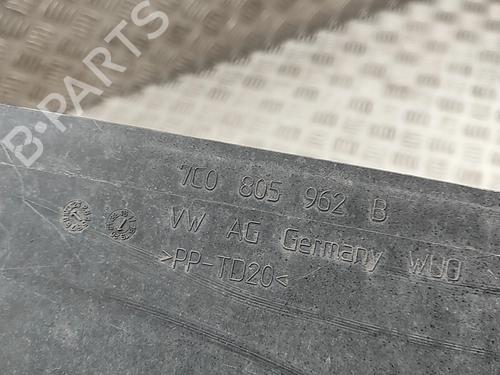 B-PARTS
7C0 805 962 B
VW AG Germany WUO
>PP-TD20<